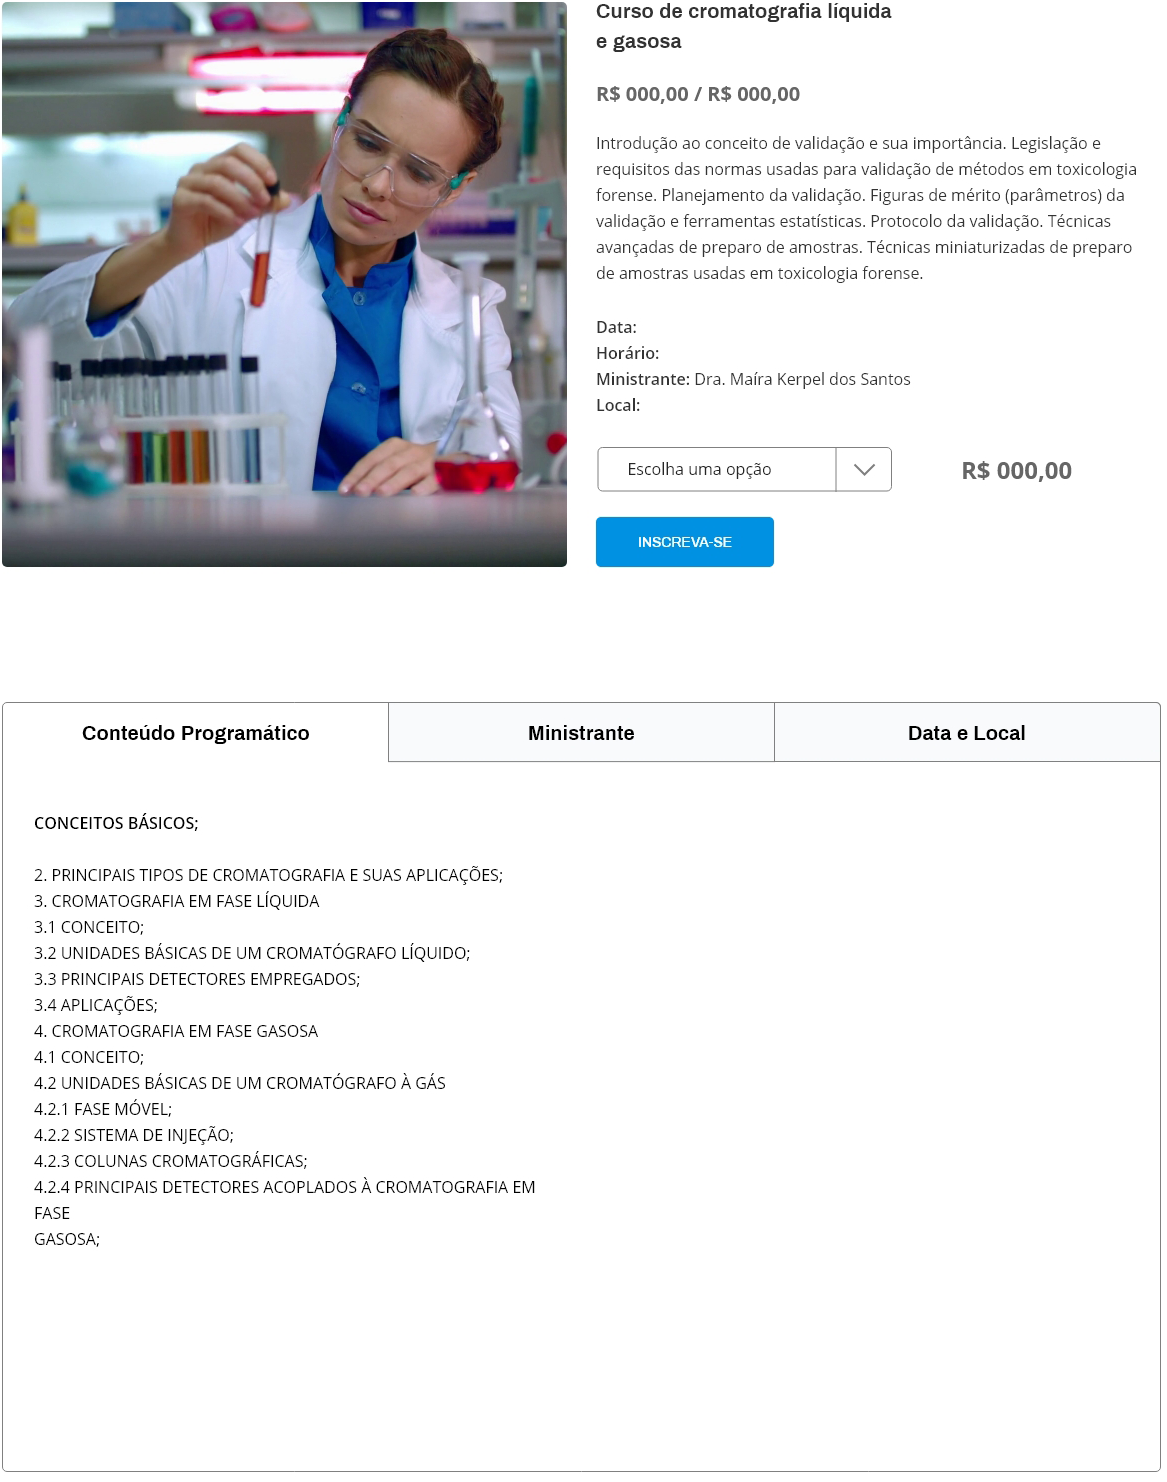 Curso de cromatografia líquida
e gasosa
R$ 000,00 / R$ 000,00
Introdução ao conceito de validação e sua importância. Legislação e
requisitos das normas usadas para validação de métodos em toxicologia
forense. Planejamento da validação. Figuras de mérito (parâmetros) da
validação e ferramentas estatísticas. Protocolo da validação. Técnicas
avançadas de preparo de amostras. Técnicas miniaturizadas de preparo
de amostras usadas em toxicologia forense.
Data:
Horário:
Ministrante: Dra. Maíra Kerpel dos Santos
Local:
Escolha uma opção
R$ 000,00
INSCREVA-SE
Conteúdo Programático
Ministrante
Data e Local
CONCEITOS BÁSICOS;
2. PRINCIPAIS TIPOS DE CROMATOGRAFIA E SUAS APLICAÇÕES;
3. CROMATOGRAFIA EM FASE LÍQUIDA
3.1 CONCEITO;
3.2 UNIDADES BÁSICAS DE UM CROMATÓGRAFO LÍQUIDO;
3.3 PRINCIPAIS DETECTORES EMPREGADOS;
3.4 APLICAÇÕES;
4. CROMATOGRAFIA EM FASE GASOSA
4.1 CONCEITO;
4.2 UNIDADES BÁSICAS DE UM CROMATÓGRAFO À GÁS
4.2.1 FASE MÓVEL;
4.2.2 SISTEMA DE INJEÇÃO;
4.2.3 COLUNAS CROMATOGRÁFICAS;
4.2.4 PRINCIPAIS DETECTORES ACOPLADOS À CROMATOGRAFIA EM
FASE
GASOSA;